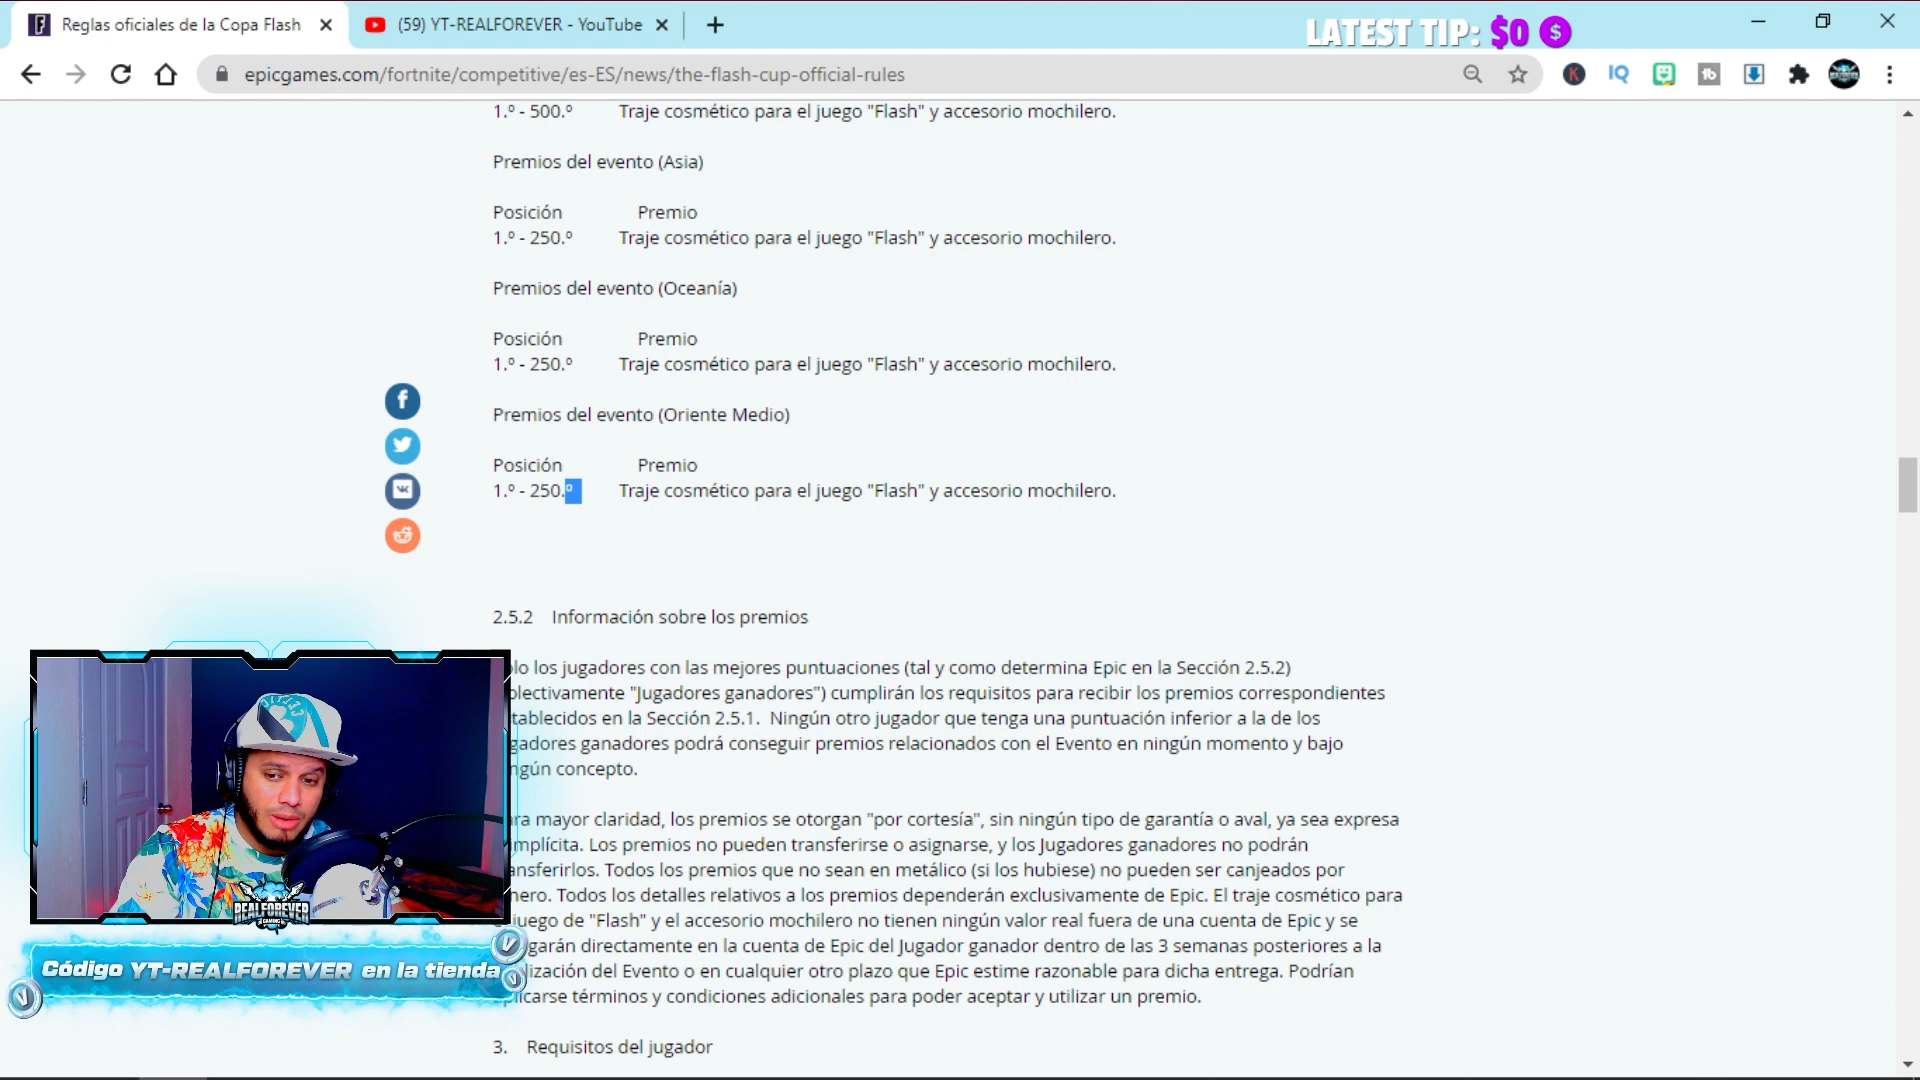 Reglas oficiales de la Copa Flash
(59) YT-REALFOREVER - YouTube
LATEST TIP: $0
epicgames.com/fortnite/competitive/es-ES/news/the-flash-cup-official-rules
1.º - 500.º Traje cosmético para el juego "Flash" y accesorio mochilero.
Premios del evento (Asia)
Posición Premio
1.º - 250.º Traje cosmético para el juego "Flash" y accesorio mochilero.
Premios del evento (Oceanía)
Posición Premio
1.º - 250.º Traje cosmético para el juego "Flash" y accesorio mochilero.
Premios del evento (Oriente Medio)
Posición Premio
1.º - 250.º Traje cosmético para el juego "Flash" y accesorio mochilero.
2.5.2 Información sobre los premios
los jugadores con las mejores puntuaciones (tal y como determina Epic en la Sección 2.5.2)
"Jugadores ganadores") cumplirán los requisitos para recibir los premios correspondientes
en la Sección 2.5.1. Ningún otro jugador que tenga una puntuación inferior a la de los
ganadores podrá conseguir premios relacionados con el Evento en ningún momento y bajo
concepto.
mayor claridad, los premios se otorgan "por cortesía", sin ningún tipo de garantía o aval, ya sea expresa
Los premios no pueden transferirse o asignarse, y los Jugadores ganadores no podrán
Todos los premios que no sean en metálico (si los hubiese) no pueden ser canjeados por
Todos los detalles relativos a los premios dependerán exclusivamente de Epic. El traje cosmético para
juego de "Flash" y el accesorio mochilero no tienen ningún valor real fuera de una cuenta de Epic y se
directamente en la cuenta de Epic del Jugador ganador dentro de las 3 semanas posteriores a la
del Evento o en cualquier otro plazo que Epic estime razonable para dicha entrega. Podrían
términos y condiciones adicionales para poder aceptar y utilizar un premio.
3. Requisitos del jugador
REALFOREVER
GAMING
Código YT-REALFOREVER en la tienda